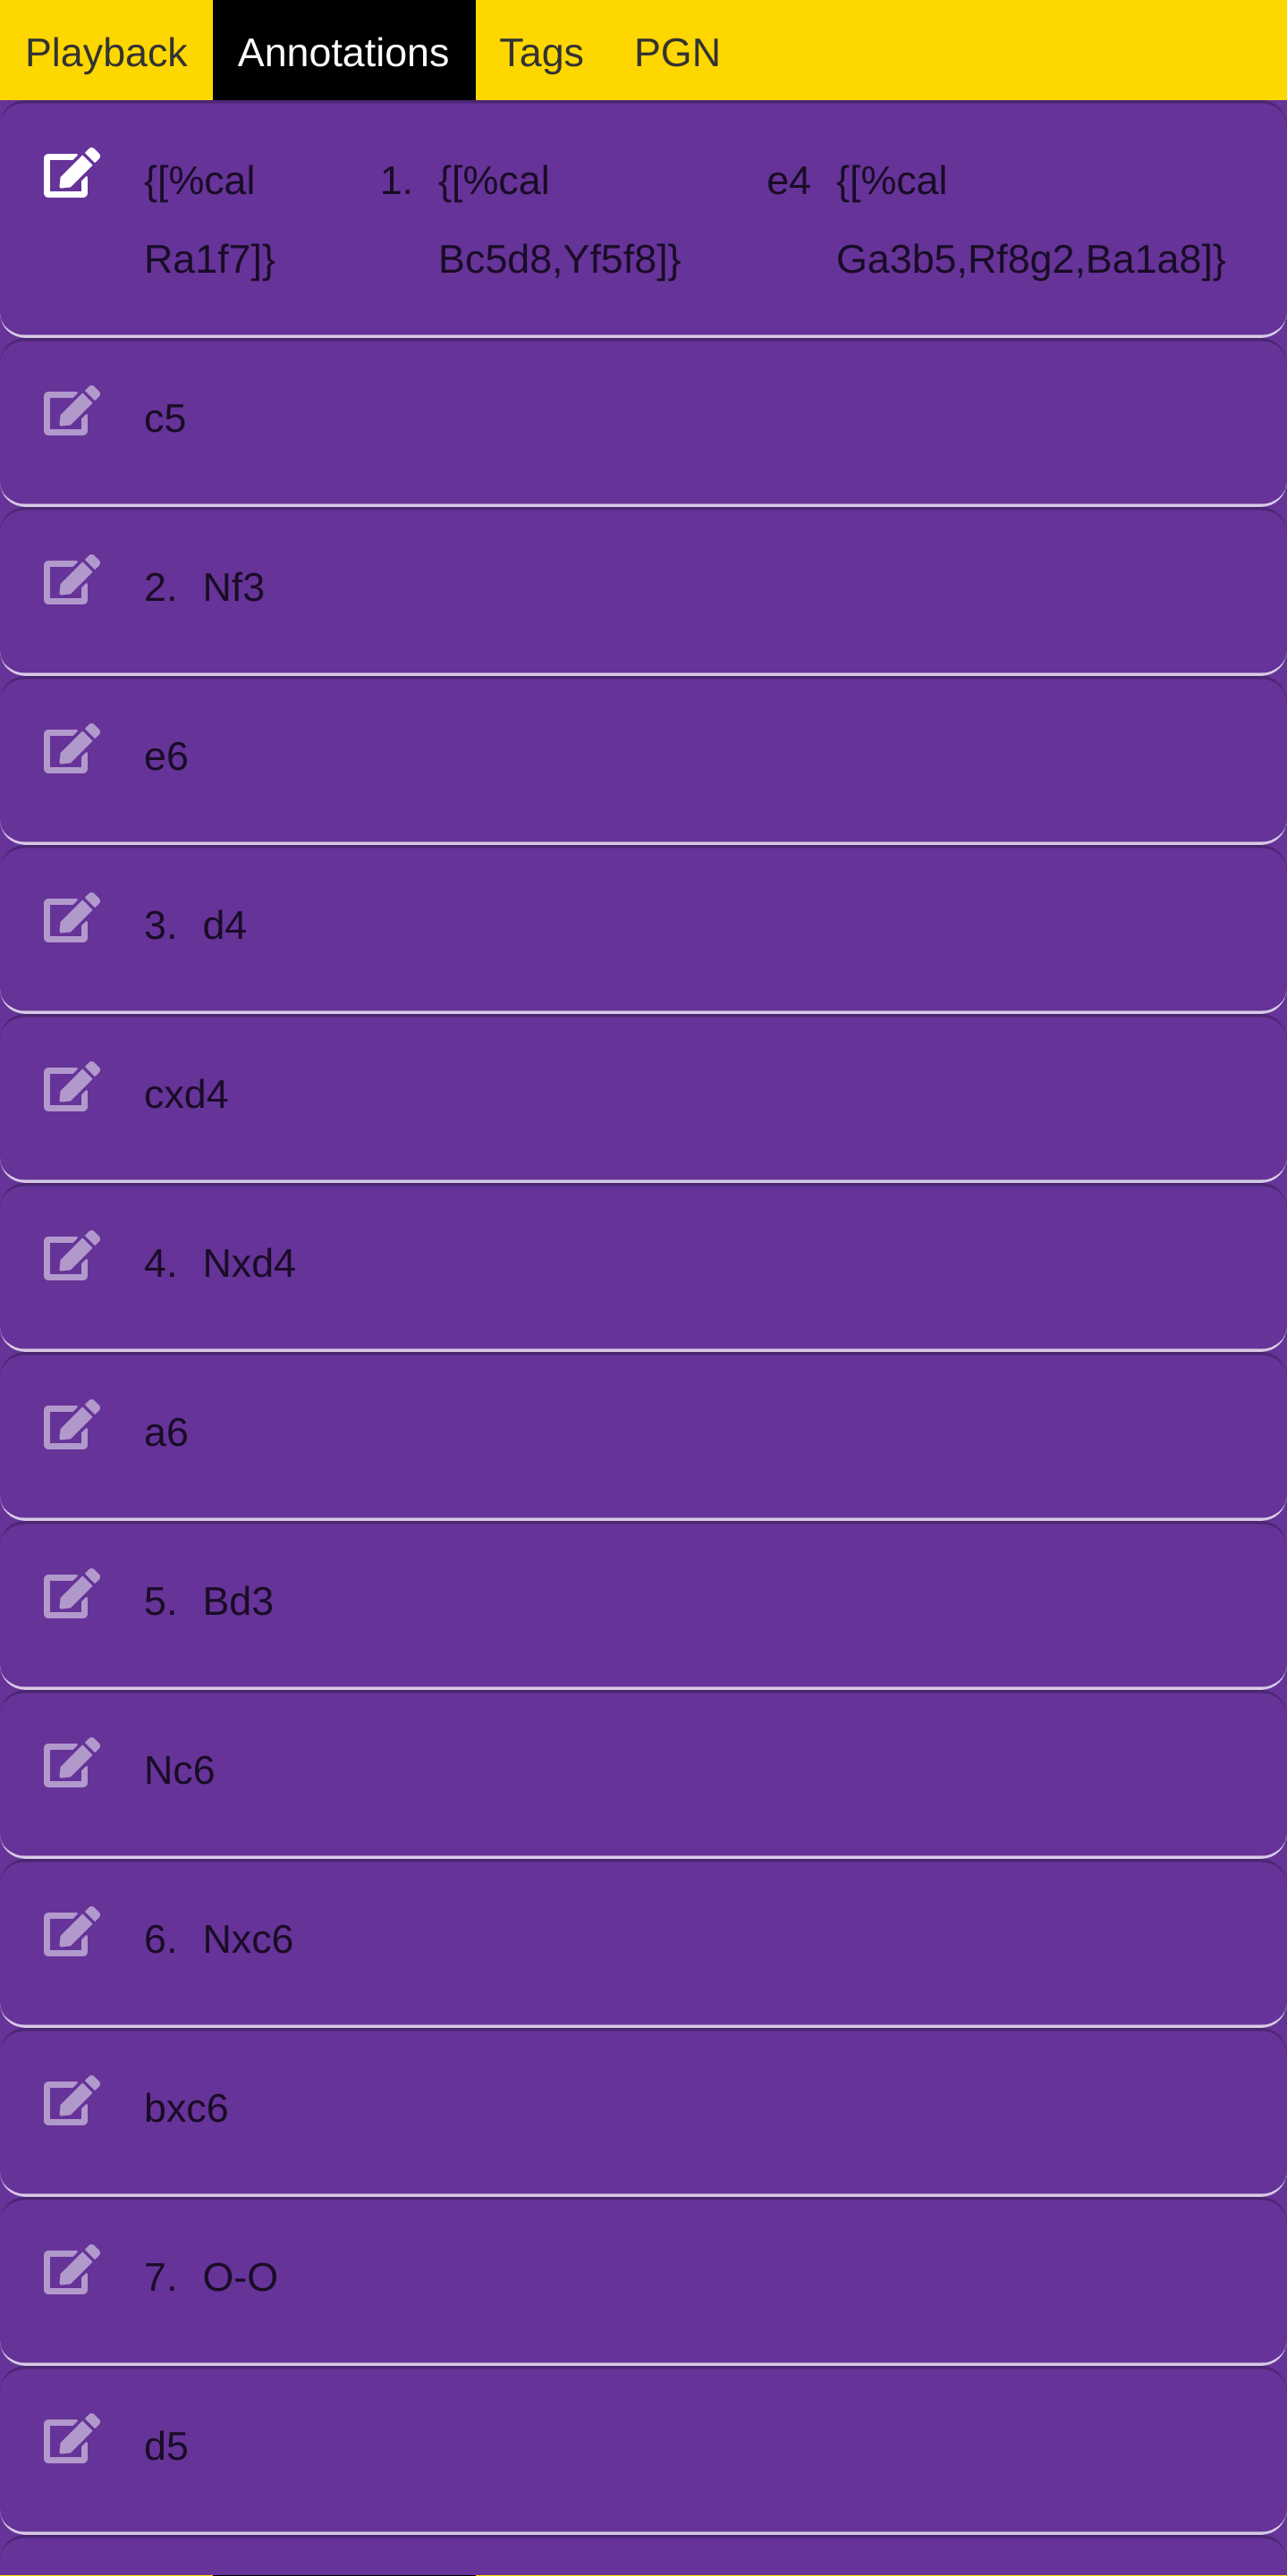 Playback Annotations Tags PGN
{[%cal 1. {[%cal e4 {[%cal
Ra1f7]} Bc5d8,Yf5f8]} Ga3b5,Rf8g2,Ba1a8]}
c5
2. Nf3
e6
3. d4
cxd4
4. Nxd4
a6
5. Bd3
Nc6
6. Nxc6
bxc6
7. O-O
d5